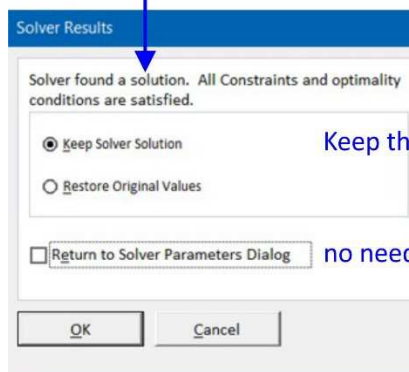 Solver Results
Solver found a solution. All Constraints and optimality
conditions are satisfied.
Keep Solver Solution
Keep th
Restore Original Values
Return to Solver Parameters Dialog
no need
OK
Cancel